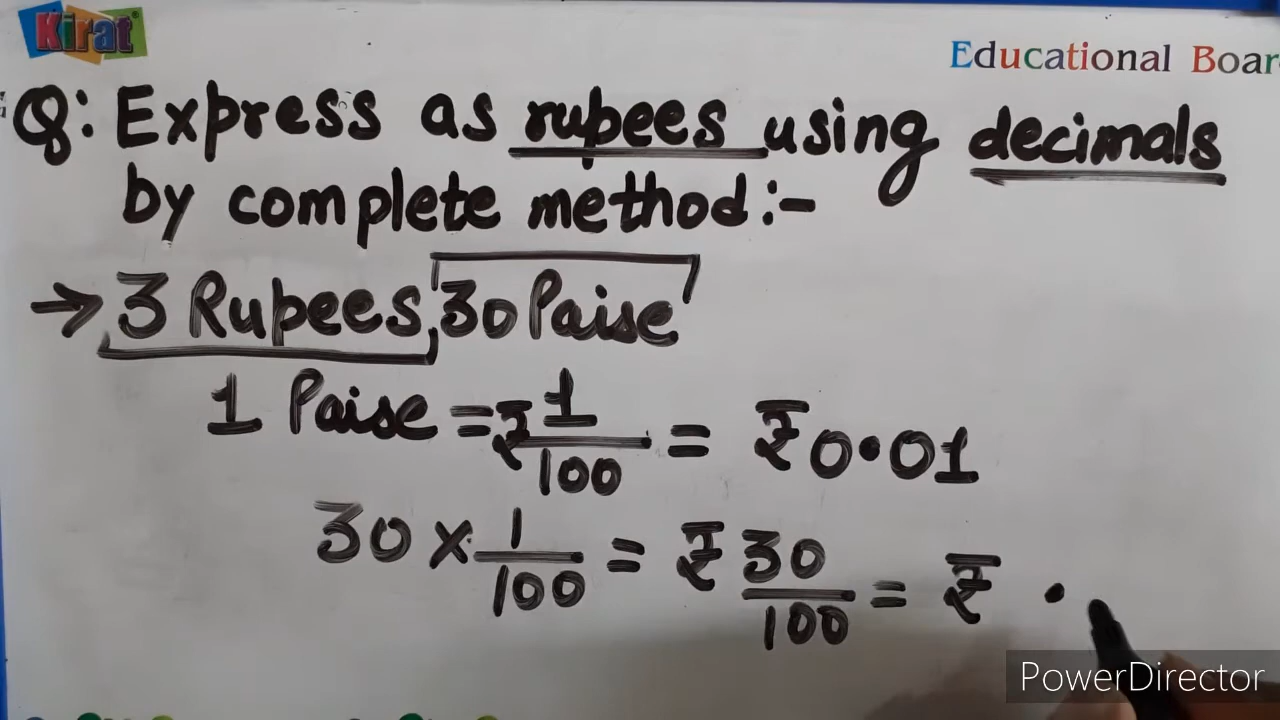 Kirat
Educational Boar
Q: Express as rupees using decimals
by complete method:-
→ 3 Rupees 30 Paise
1 Paise = ₹ 1/100 = ₹ 0.01
30 × 1/100 = ₹ 30/100 = ₹ .
PowerDirector